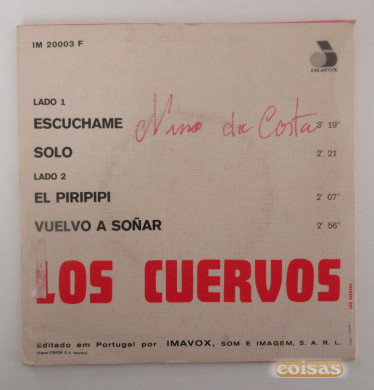 IM 20003 F
LADO 1
ESCUCHAME 3' 19"
Nino da Costa
SOLO 2' 21
LADO 2
EL PIRIPIPI 2' 07"
VUELVO A SOÑAR 2' 56"
LOS CUERVOS
editado em Portugal por IMAVOX, SOM E IMAGEM, S. A. R. L.
coisas